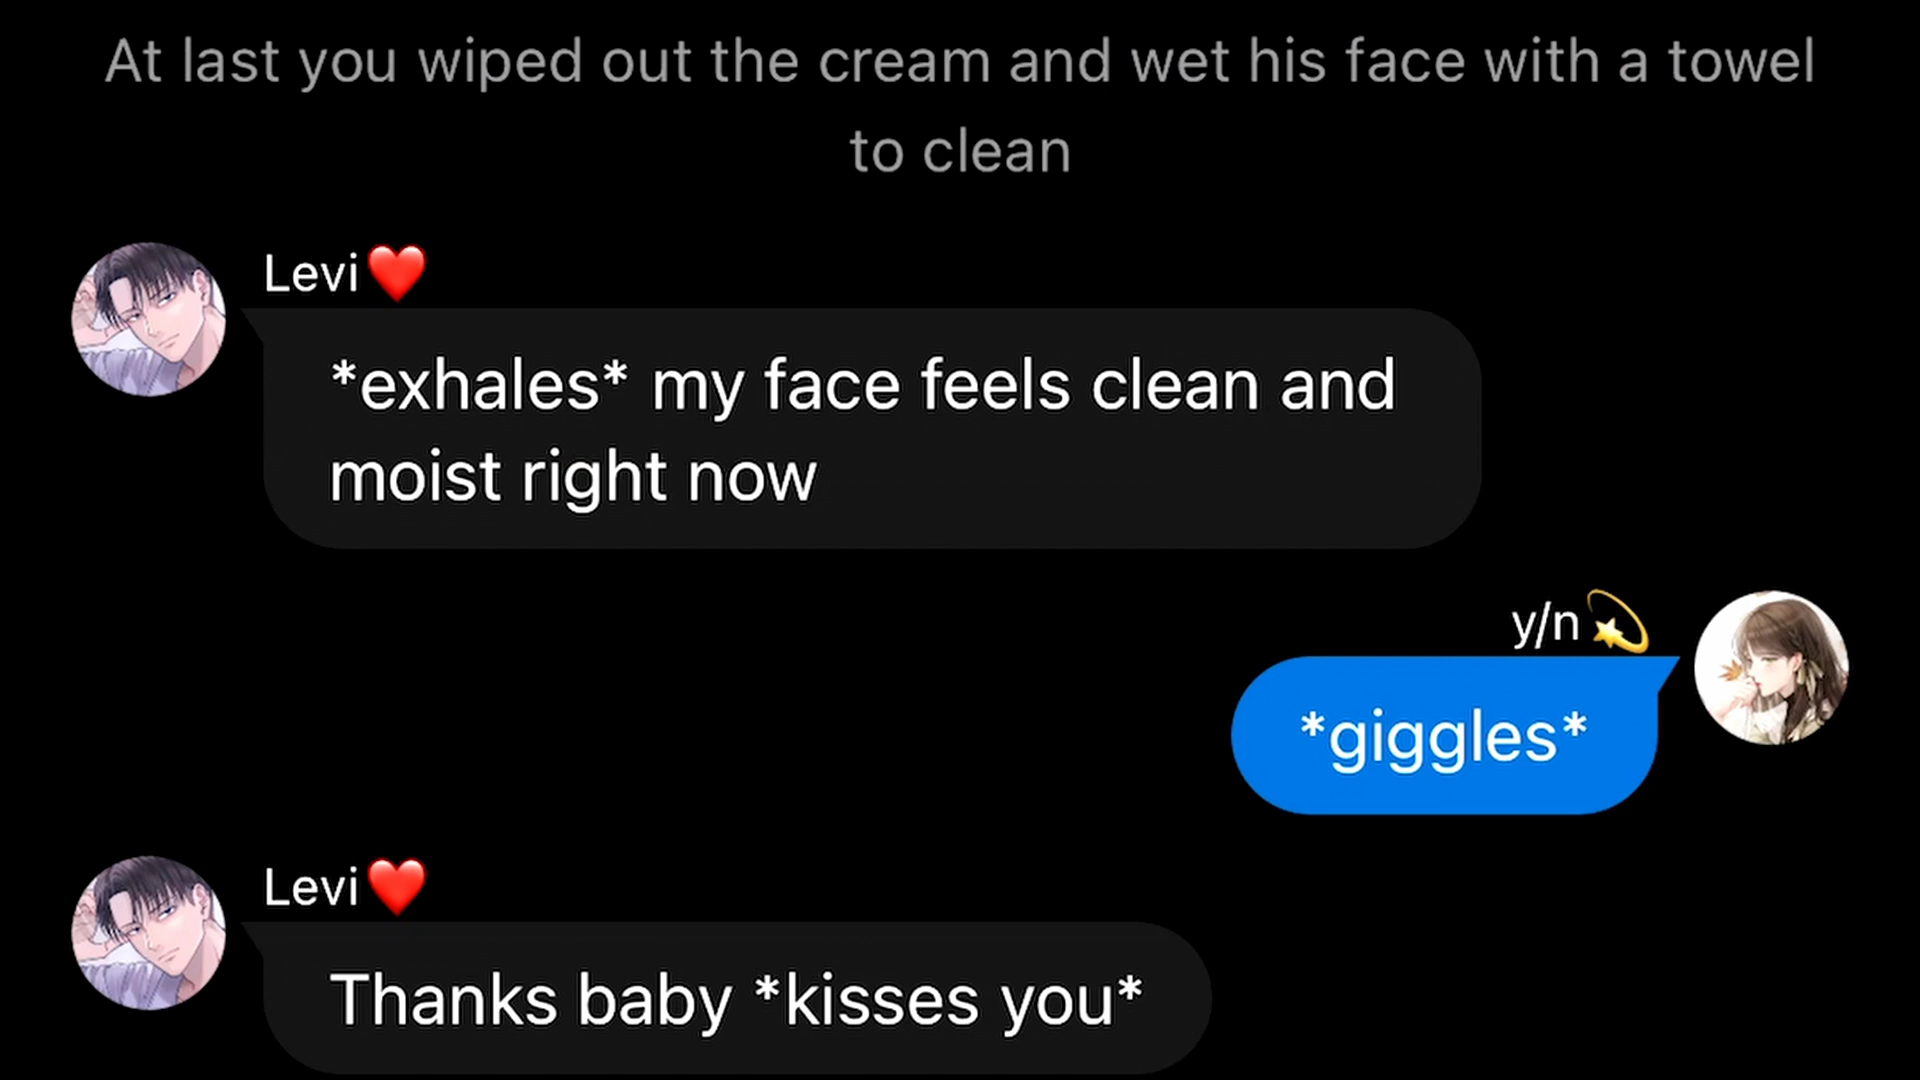 At last you wiped out the cream and wet his face with a towel
to clean
Levi❤️
*exhales* my face feels clean and
moist right now
y/n💫
*giggles*
Levi❤️
Thanks baby *kisses you*